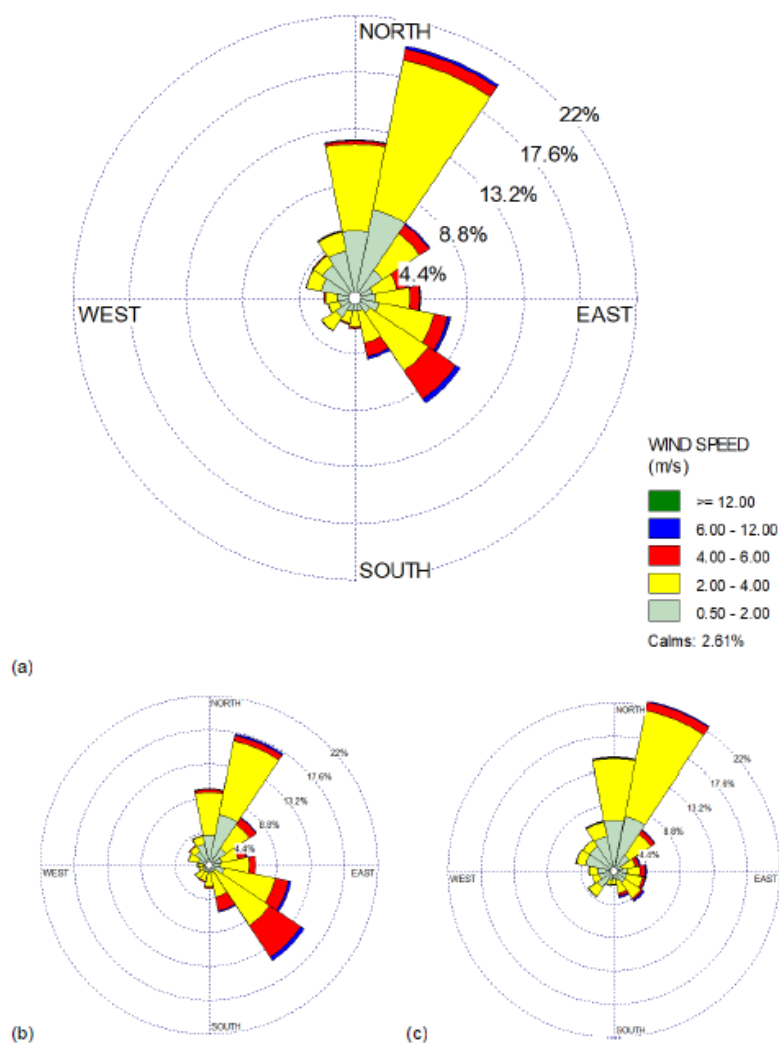 NORTH
22%
17.6%
13.2%
8.8%
4.4%
WEST
EAST
SOUTH
WIND SPEED
(m/s)
>= 12.00
6.00 - 12.00
4.00 - 6.00
2.00 - 4.00
0.50 - 2.00
Calms: 2.61%
(a)
NORTH
22%
17.6%
13.2%
8.8%
4.4%
WEST
EAST
SOUTH
(b)
NORTH
22%
17.6%
13.2%
8.8%
4.4%
WEST
EAST
SOUTH
(c)